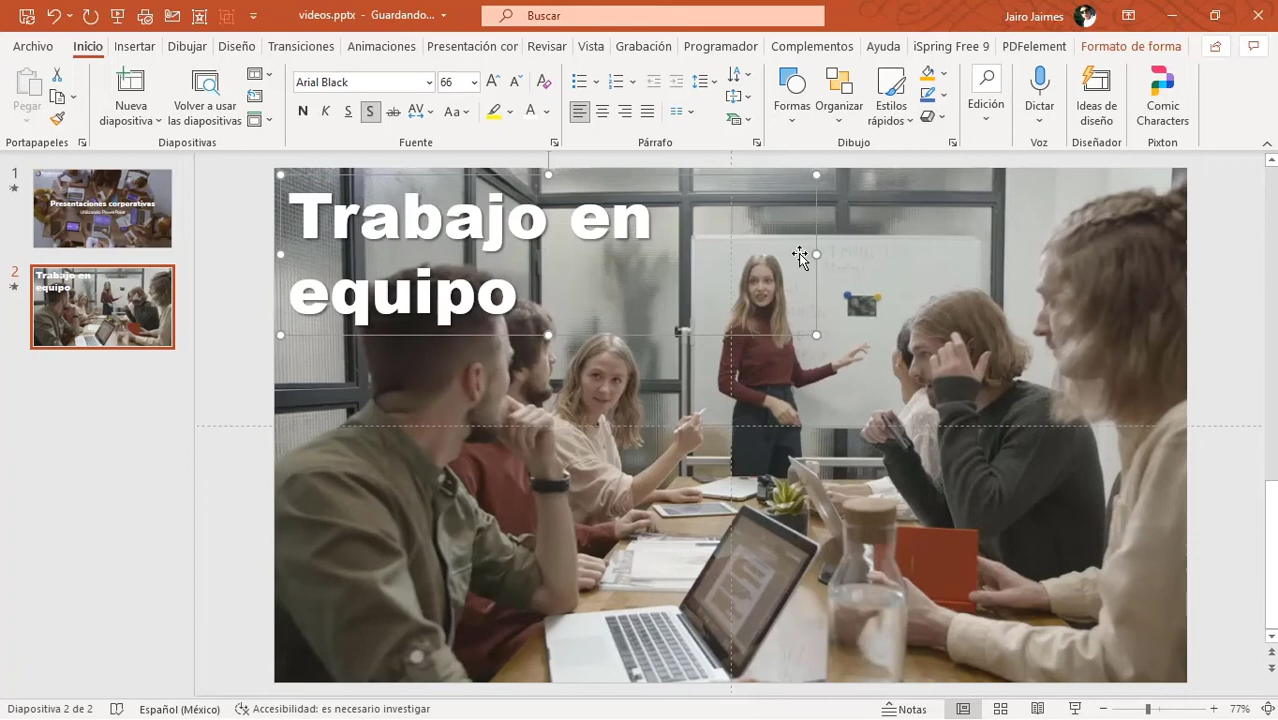 videos.pptx - Guardando...
Buscar
Jairo Jaimes
Archivo
Inicio
Insertar
Dibujar
Diseño
Transiciones
Animaciones
Presentación cor
Revisar
Vista
Grabación
Programador
Complementos
Ayuda
iSpring Free 9
PDFelement
Formato de forma
Pegar
Nueva
diapositiva
Volver a usar
las diapositivas
Arial Black
66
N K S S ab AV Aa A
Formas
Organizar
Estilos
rápidos
Edición
Dictar
Ideas de
diseño
Comic
Characters
Portapapeles
Diapositivas
Fuente
Párrafo
Dibujo
Voz
Diseñador
Pixton
1
Presentaciones corporativas
2
Trabajo en
equipo
Trabajo en
equipo
Diapositiva 2 de 2
Español (México)
Accesibilidad: es necesario investigar
Notas
77%